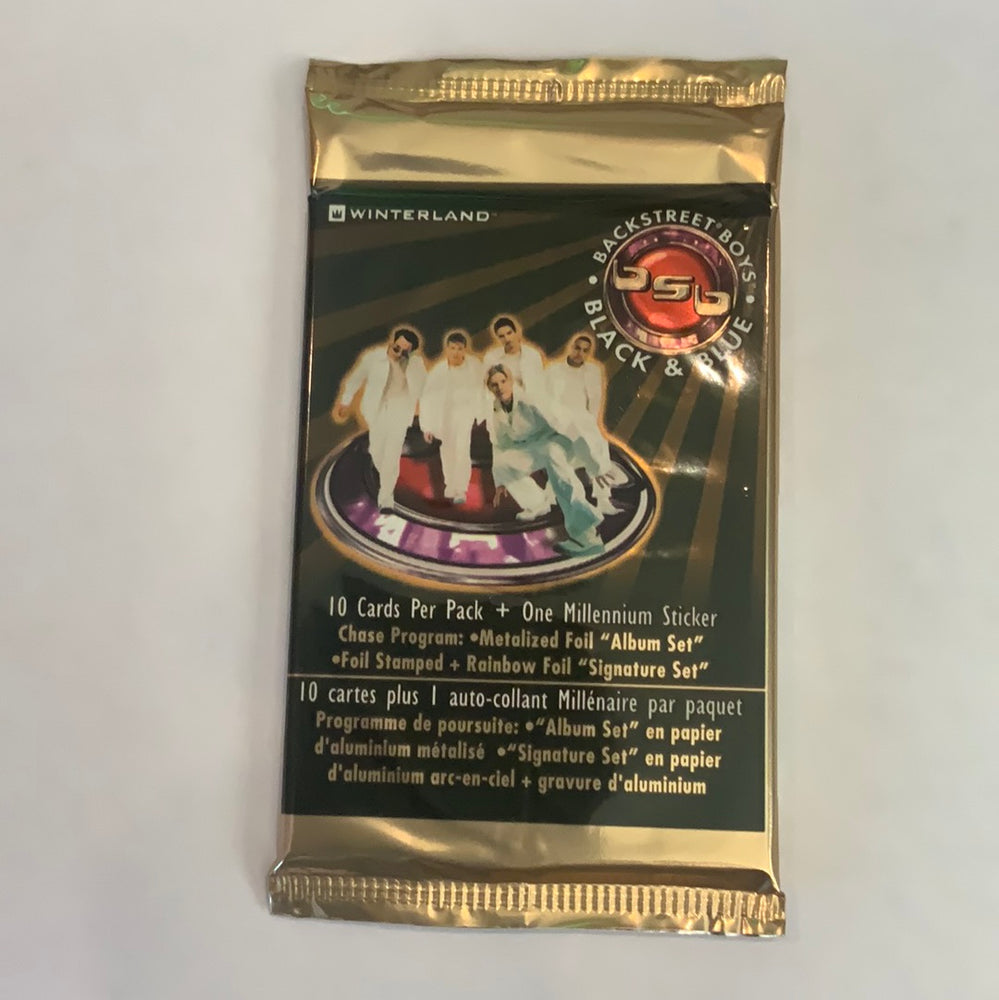 WINTERLAND™
• BACKSTREET® BOYS •
bsb
BLACK & BLUE
10 Cards Per Pack + One Millennium Sticker
Chase Program: •Metalized Foil "Album Set"
•Foil Stamped + Rainbow Foil "Signature Set"
10 cartes plus 1 auto-collant Millénaire par paquet
Programme de poursuite: •"Album Set" en papier
d'aluminium métalisé •"Signature Set" en papier
d'aluminium arc-en-ciel + gravure d'aluminium